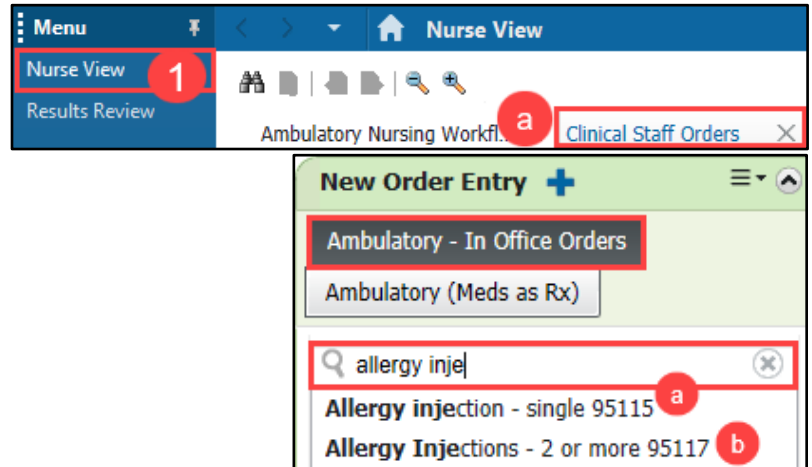 Menu
Nurse View
Nurse View
1
Results Review
Ambulatory Nursing Workfl...
a
Clinical Staff Orders
New Order Entry
Ambulatory - In Office Orders
Ambulatory (Meds as Rx)
allergy inje
Allergy injection - single 95115
a
Allergy Injections - 2 or more 95117
b